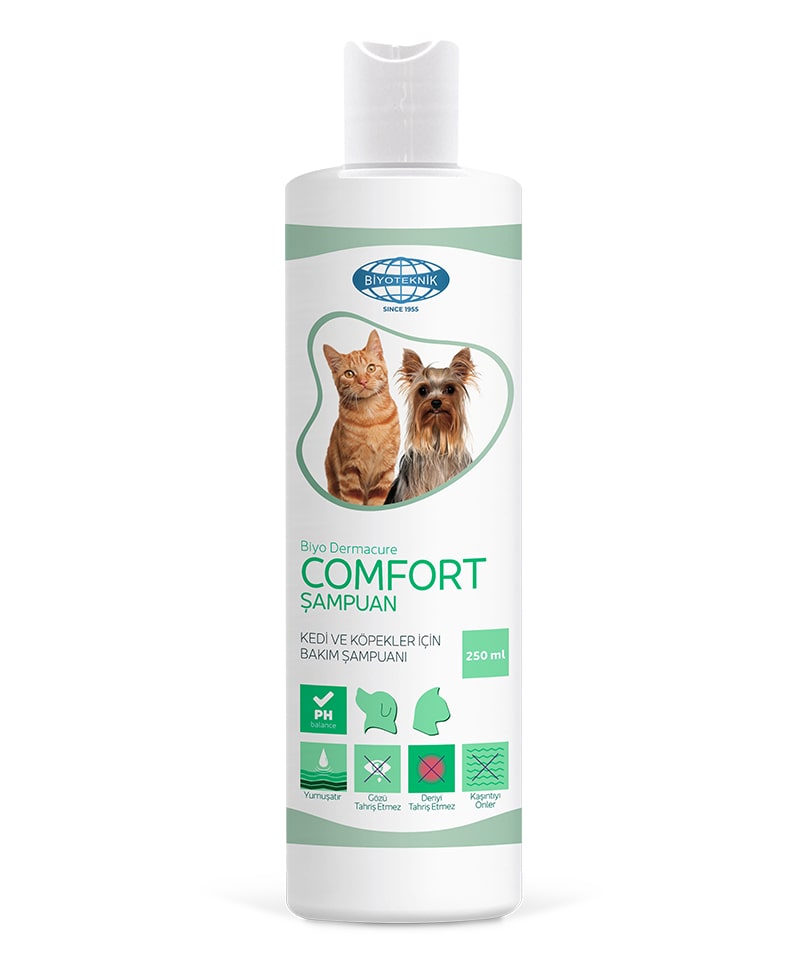 BİYOTEKNİK
SINCE 1955
Biyo Dermacure
COMFORT
ŞAMPUAN
KEDİ VE KÖPEKLER İÇİN
BAKIM ŞAMPUANI
250 ml
PH
balance
Yumuşatır
Gözü
Tahriş Etmez
Deriyi
Tahriş Etmez
Kaşıntıyı
Önler